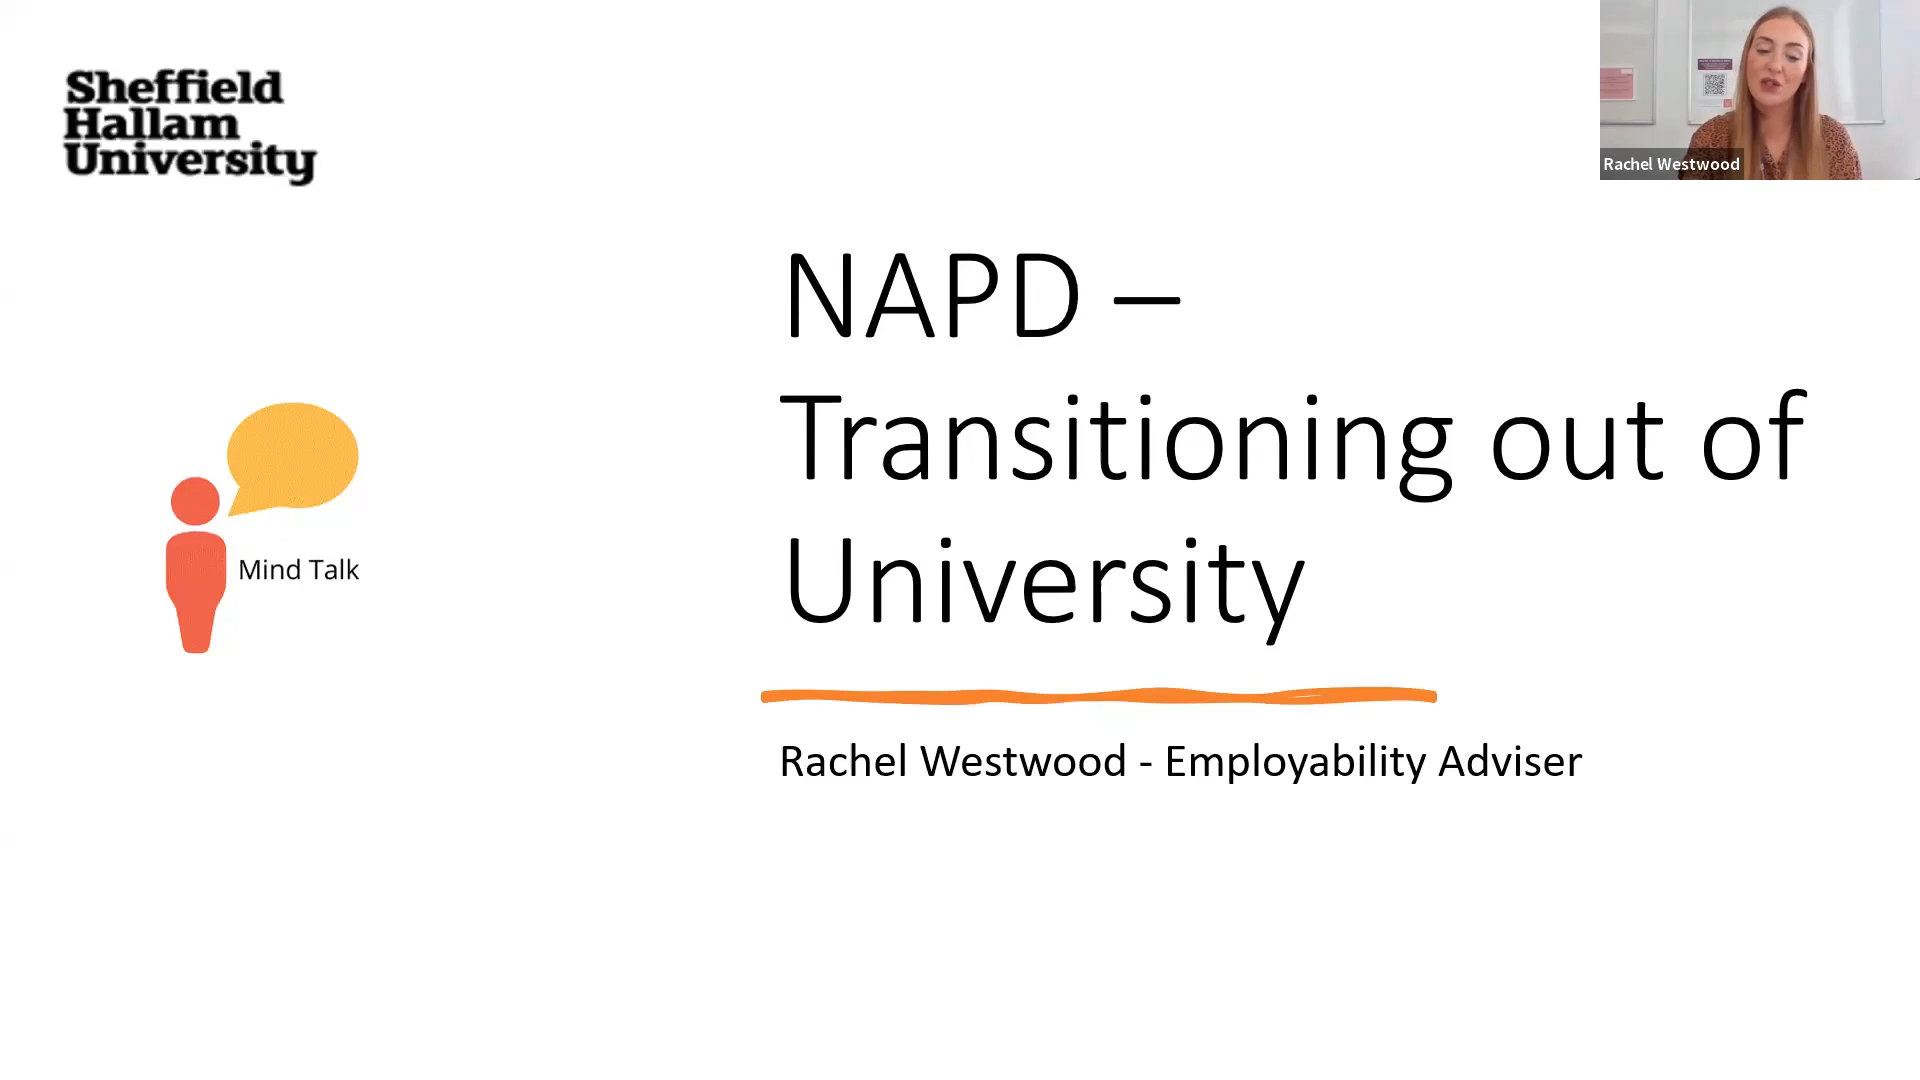 Sheffield
Hallam
University
Rachel Westwood
NAPD –
Transitioning out of
University
Mind Talk
Rachel Westwood - Employability Adviser